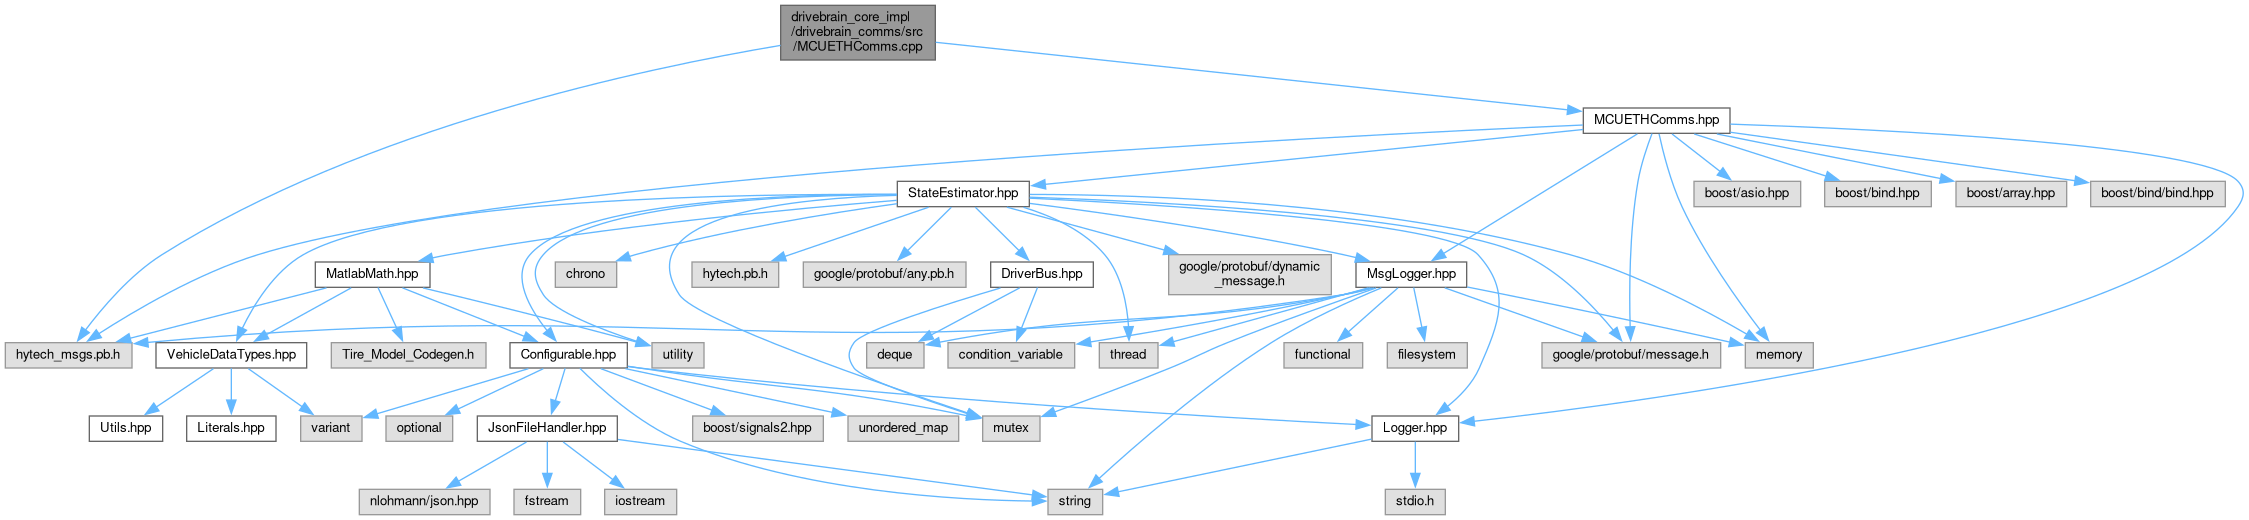 drivebrain_core_impl
/drivebrain_comms/src
/MCUETHComms.cpp
MCUETHComms.hpp
StateEstimator.hpp
boost/asio.hpp
boost/bind.hpp
boost/array.hpp
boost/bind/bind.hpp
MatlabMath.hpp
chrono
hytech.pb.h
google/protobuf/any.pb.h
DriverBus.hpp
google/protobuf/dynamic
_message.h
MsgLogger.hpp
hytech_msgs.pb.h
VehicleDataTypes.hpp
Tire_Model_Codegen.h
Configurable.hpp
utility
deque
condition_variable
thread
functional
filesystem
google/protobuf/message.h
memory
Utils.hpp
Literals.hpp
variant
optional
JsonFileHandler.hpp
boost/signals2.hpp
unordered_map
mutex
Logger.hpp
nlohmann/json.hpp
fstream
iostream
string
stdio.h